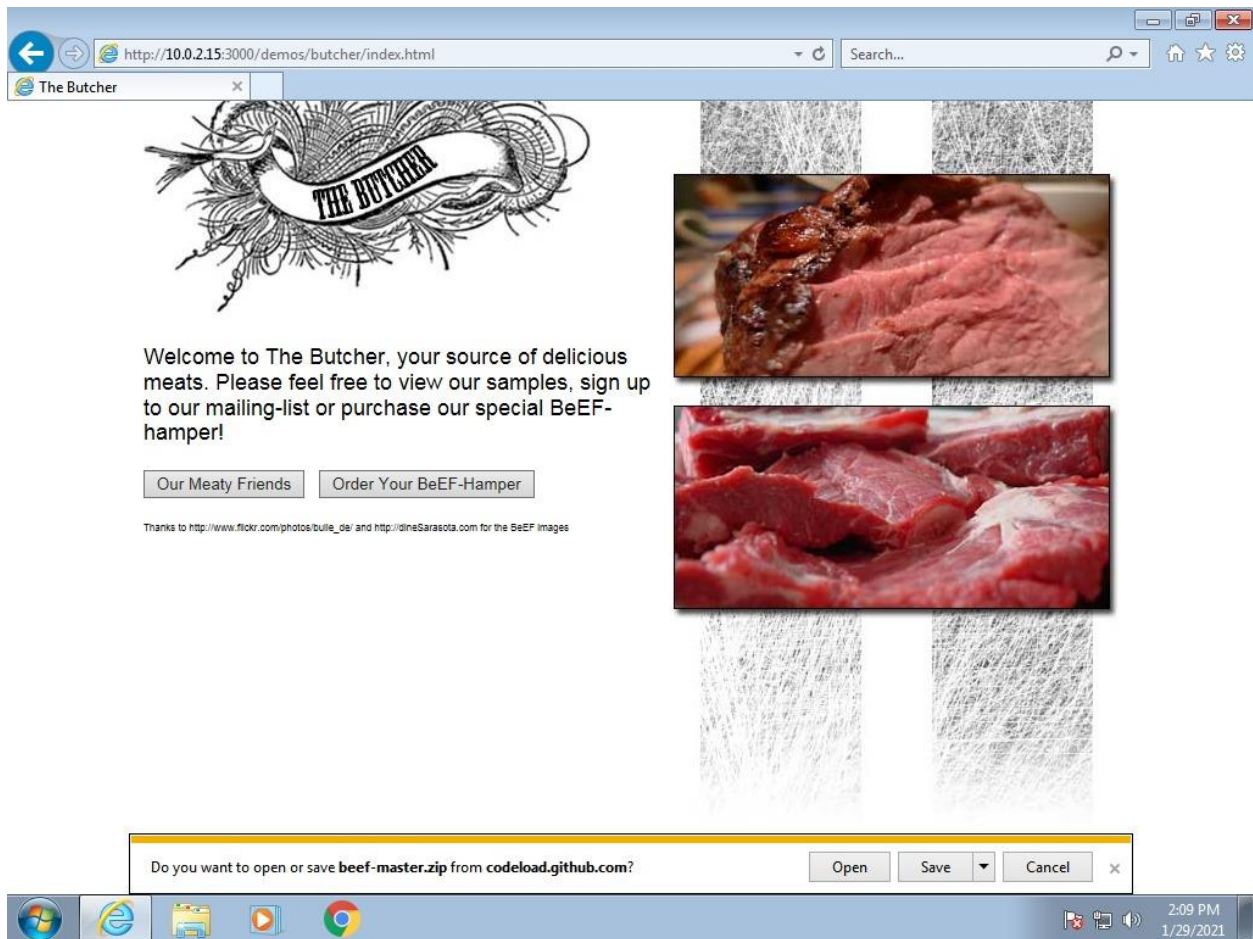 http://10.0.2.15:3000/demos/butcher/index.html
Search...
The Butcher
THE BUTCHER
Welcome to The Butcher, your source of delicious
meats. Please feel free to view our samples, sign up
to our mailing-list or purchase our special BeEF-
hamper!
Our Meaty Friends
Order Your BeEF-Hamper
Thanks to http://www.flickr.com/photos/bulle_de/ and http://dineSarasota.com for the BeEF images
Do you want to open or save beef-master.zip from codeload.github.com?
Open
Save
Cancel
2:09 PM
1/29/2021